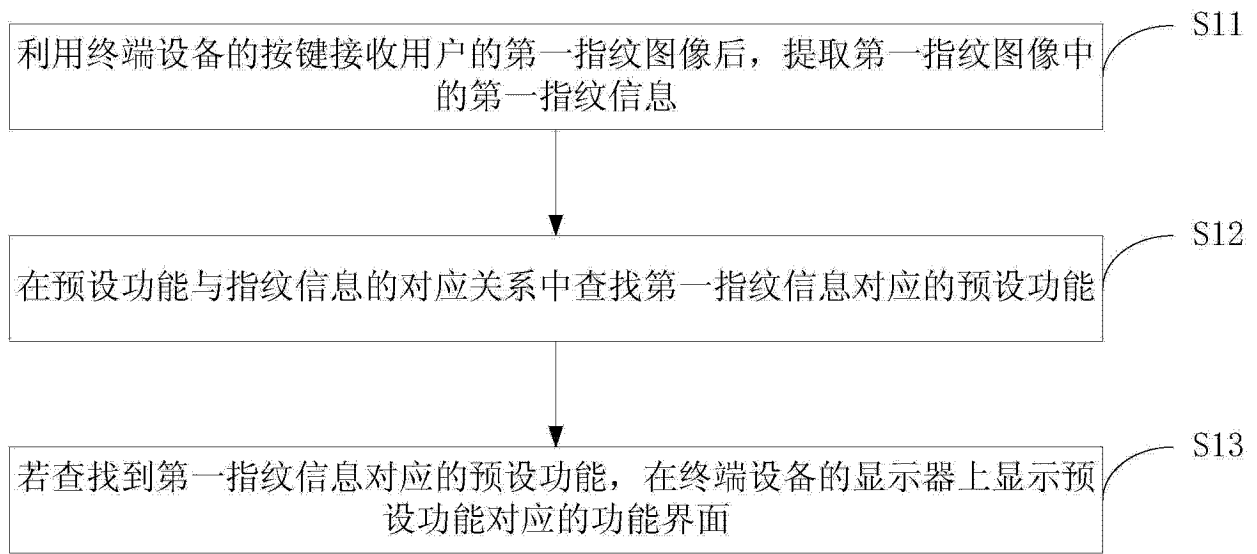 S11
利用终端设备的按键接收用户的第一指纹图像后，提取第一指纹图像中
的第一指纹信息
S12
在预设功能与指纹信息的对应关系中查找第一指纹信息对应的预设功能
S13
若查找到第一指纹信息对应的预设功能，在终端设备的显示器上显示预
设功能对应的功能界面